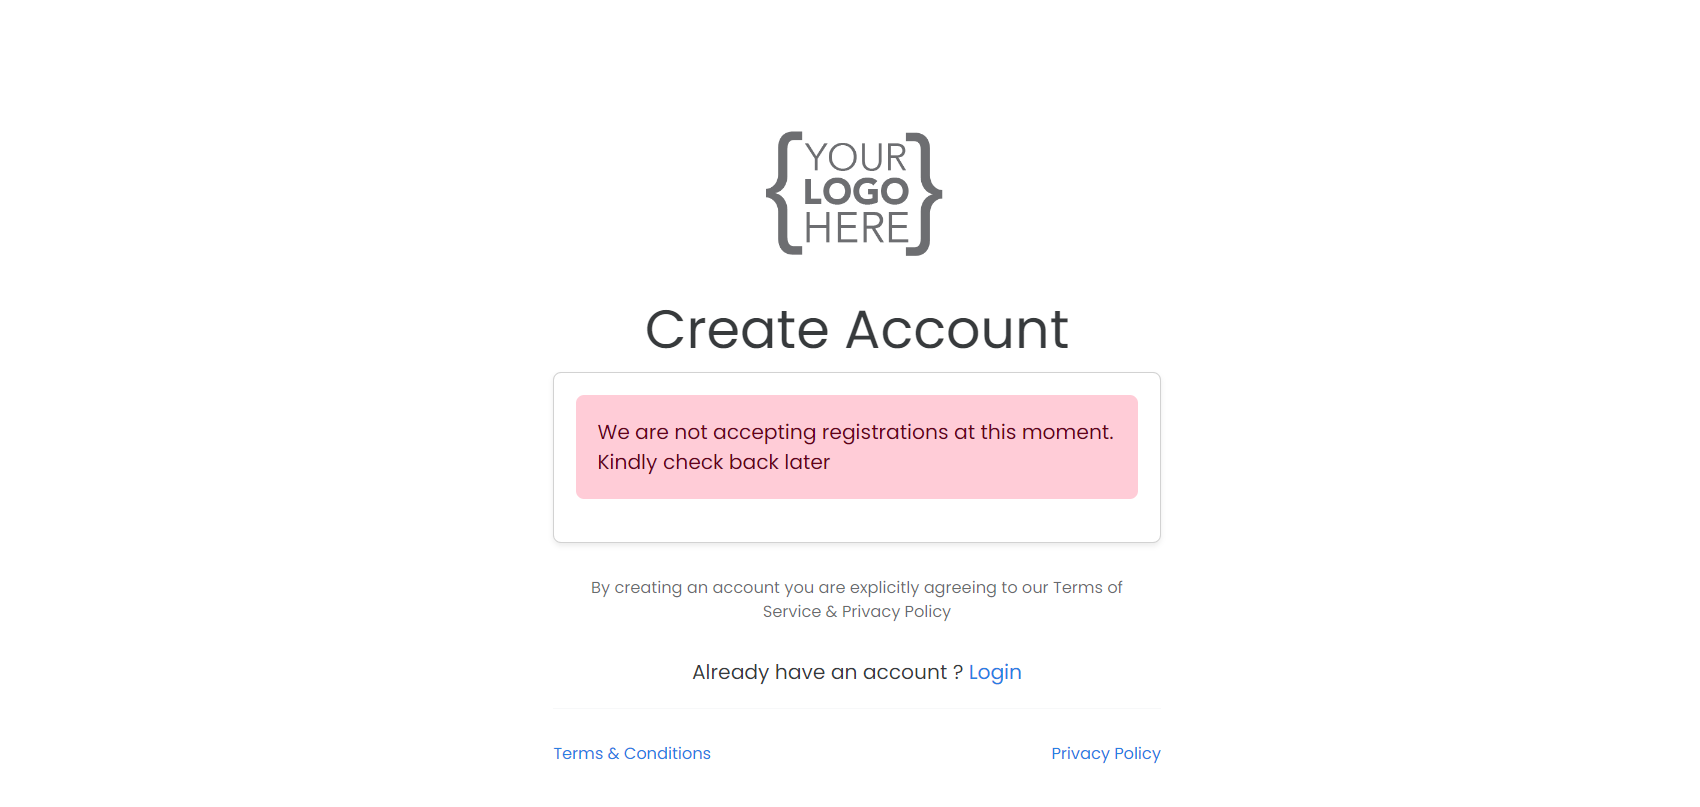 YOUR
LOGO
HERE
Create Account
We are not accepting registrations at this moment.
Kindly check back later
By creating an account you are explicitly agreeing to our Terms of
Service & Privacy Policy
Already have an account ? Login
Terms & Conditions
Privacy Policy